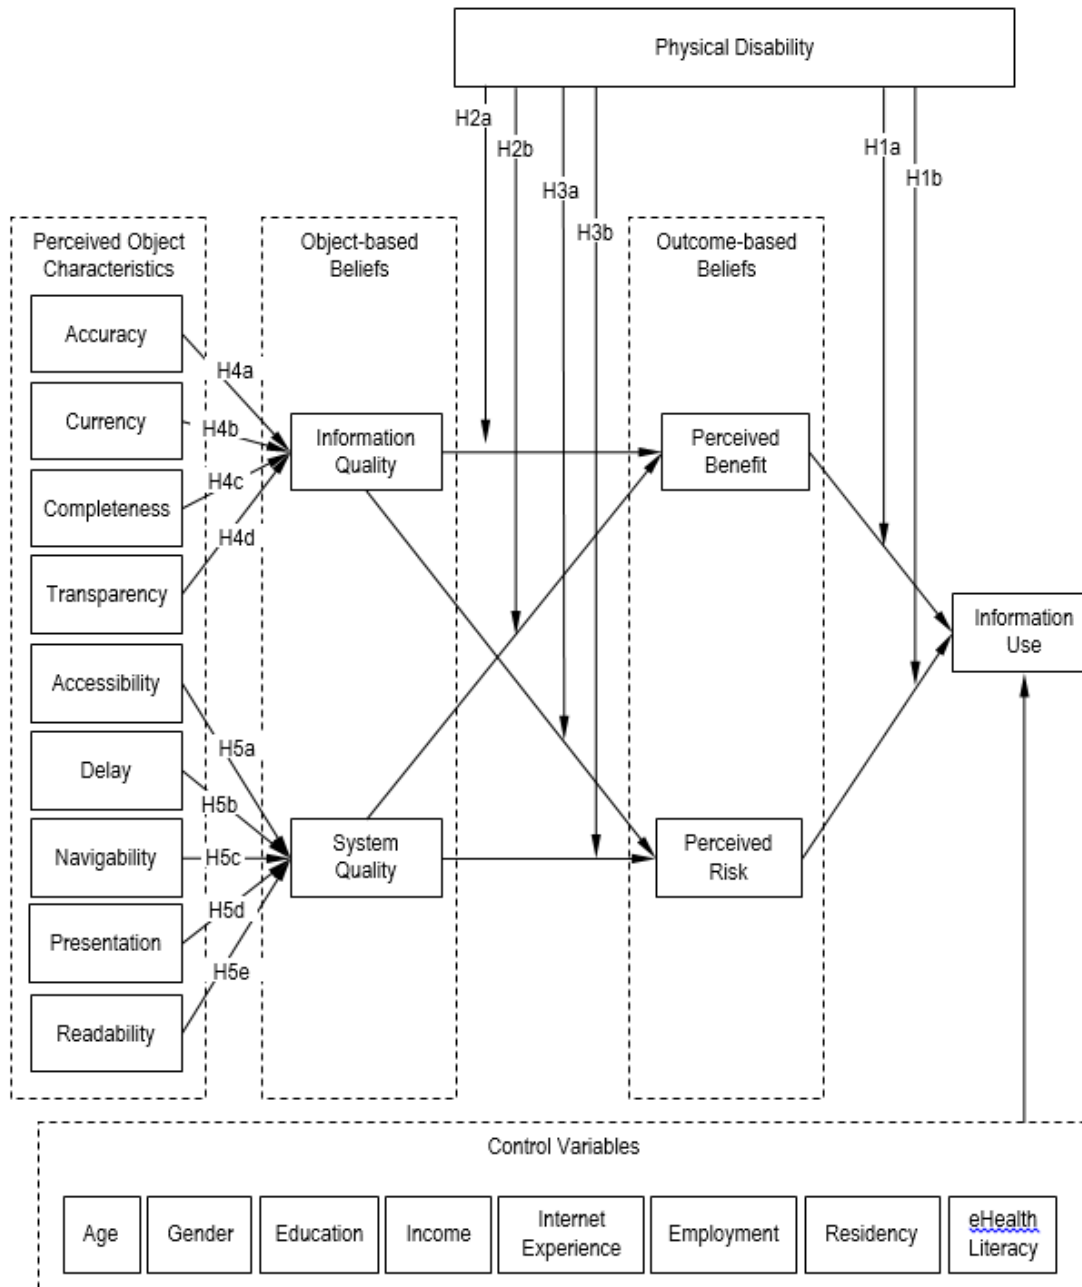 Physical Disability
H2a
H2b
H3a
H3b
H1a
H1b
Perceived Object
Characteristics
Object-based
Beliefs
Outcome-based
Beliefs
Accuracy
Currency
Completeness
Transparency
Accessibility
Delay
Navigability
Presentation
Readability
H4a
H4b
H4c
H4d
H5a
H5b
H5c
H5d
H5e
Information
Quality
System
Quality
Perceived
Benefit
Perceived
Risk
Information
Use
Control Variables
Age
Gender
Education
Income
Internet
Experience
Employment
Residency
eHealth
Literacy